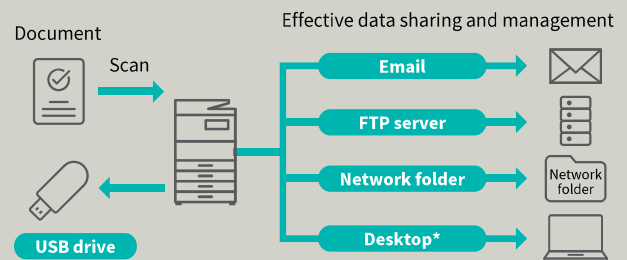 Effective data sharing and management
Document
Scan
Email
FTP server
Network folder
Network
folder
Desktop*
USB drive